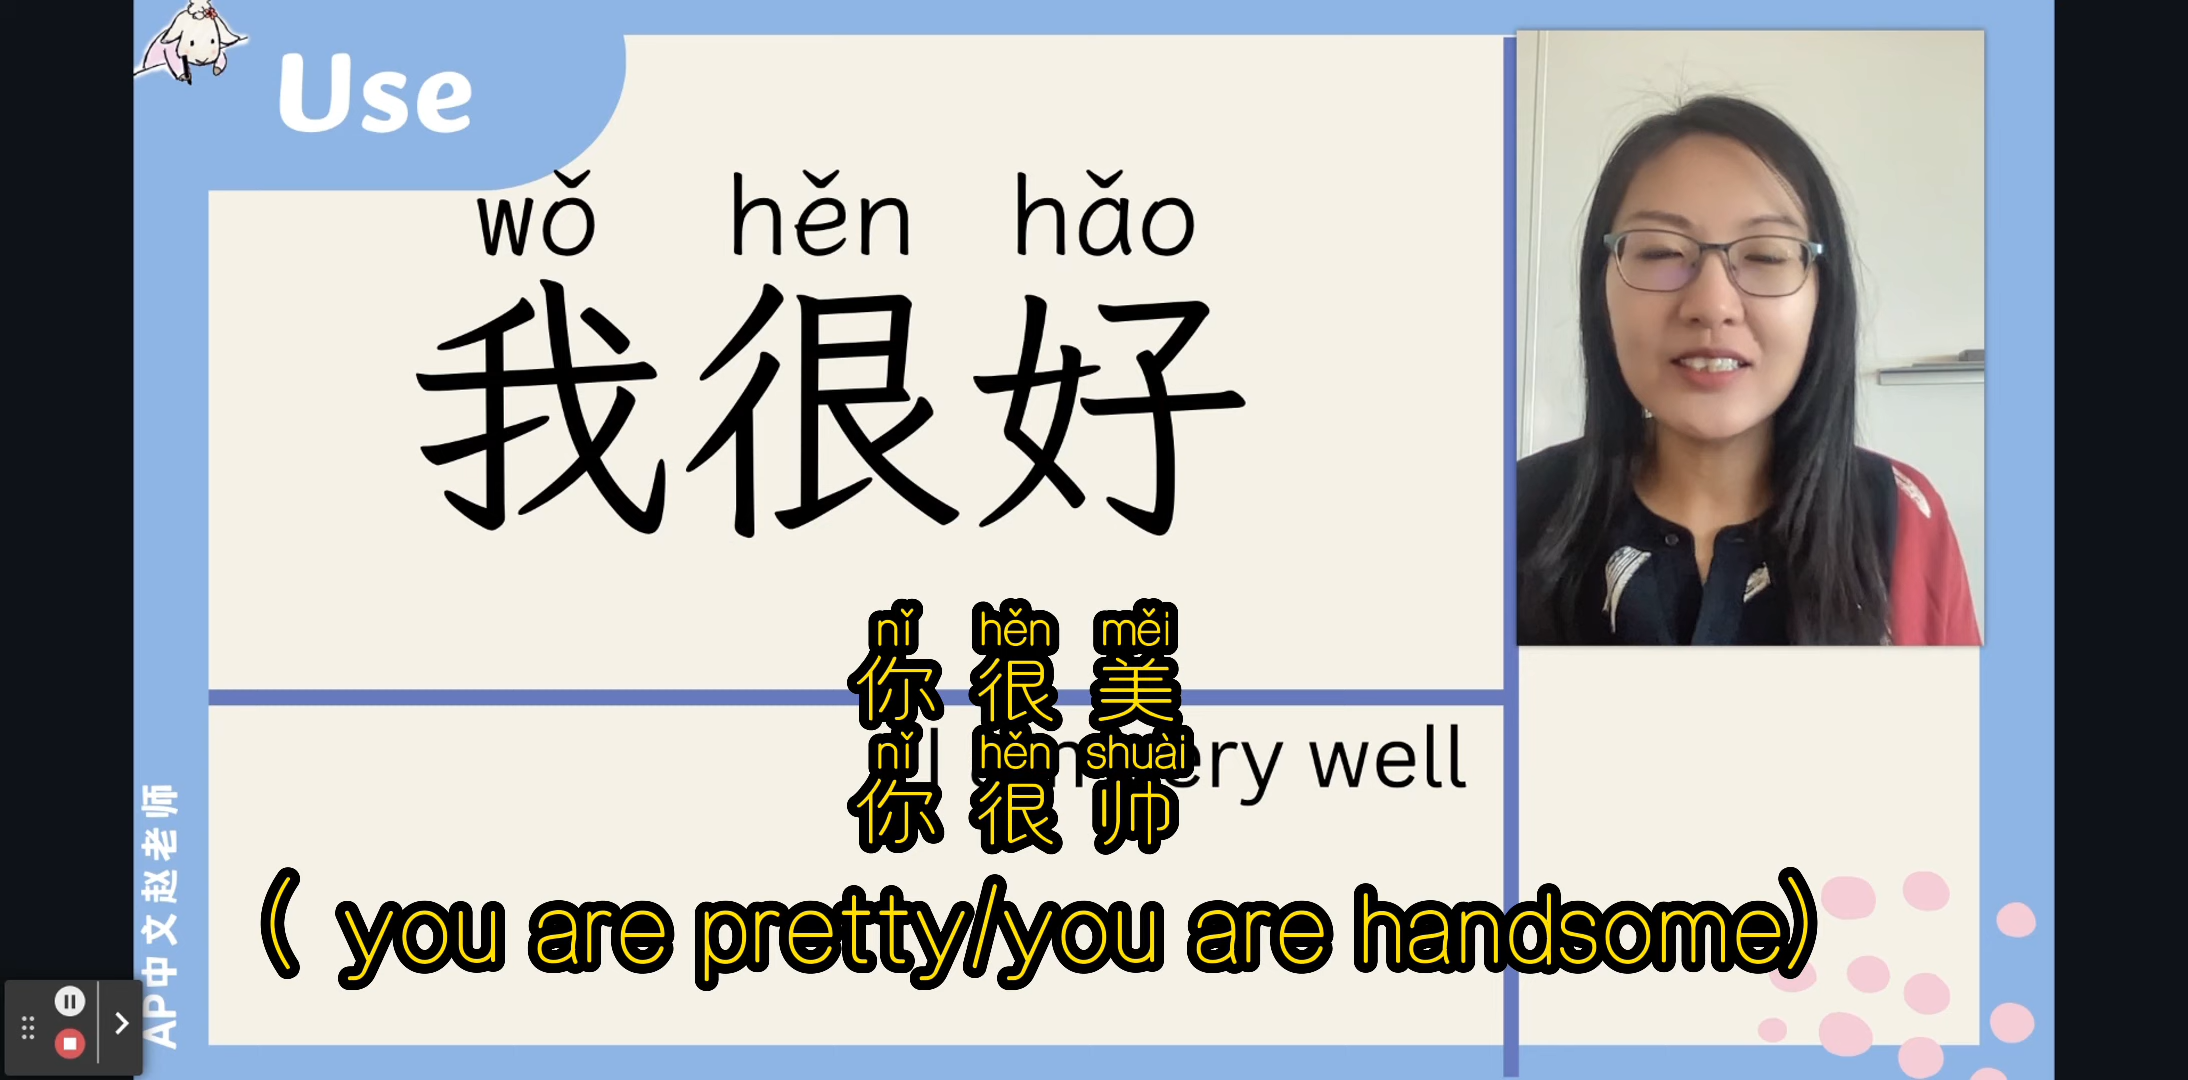 Use
wǒ hěn hǎo
我很好
nǐ hěn měi
你很美
nǐ hěn shuài
你很帅
I ery well
( you are pretty/you are handsome)
AP中文赵老师